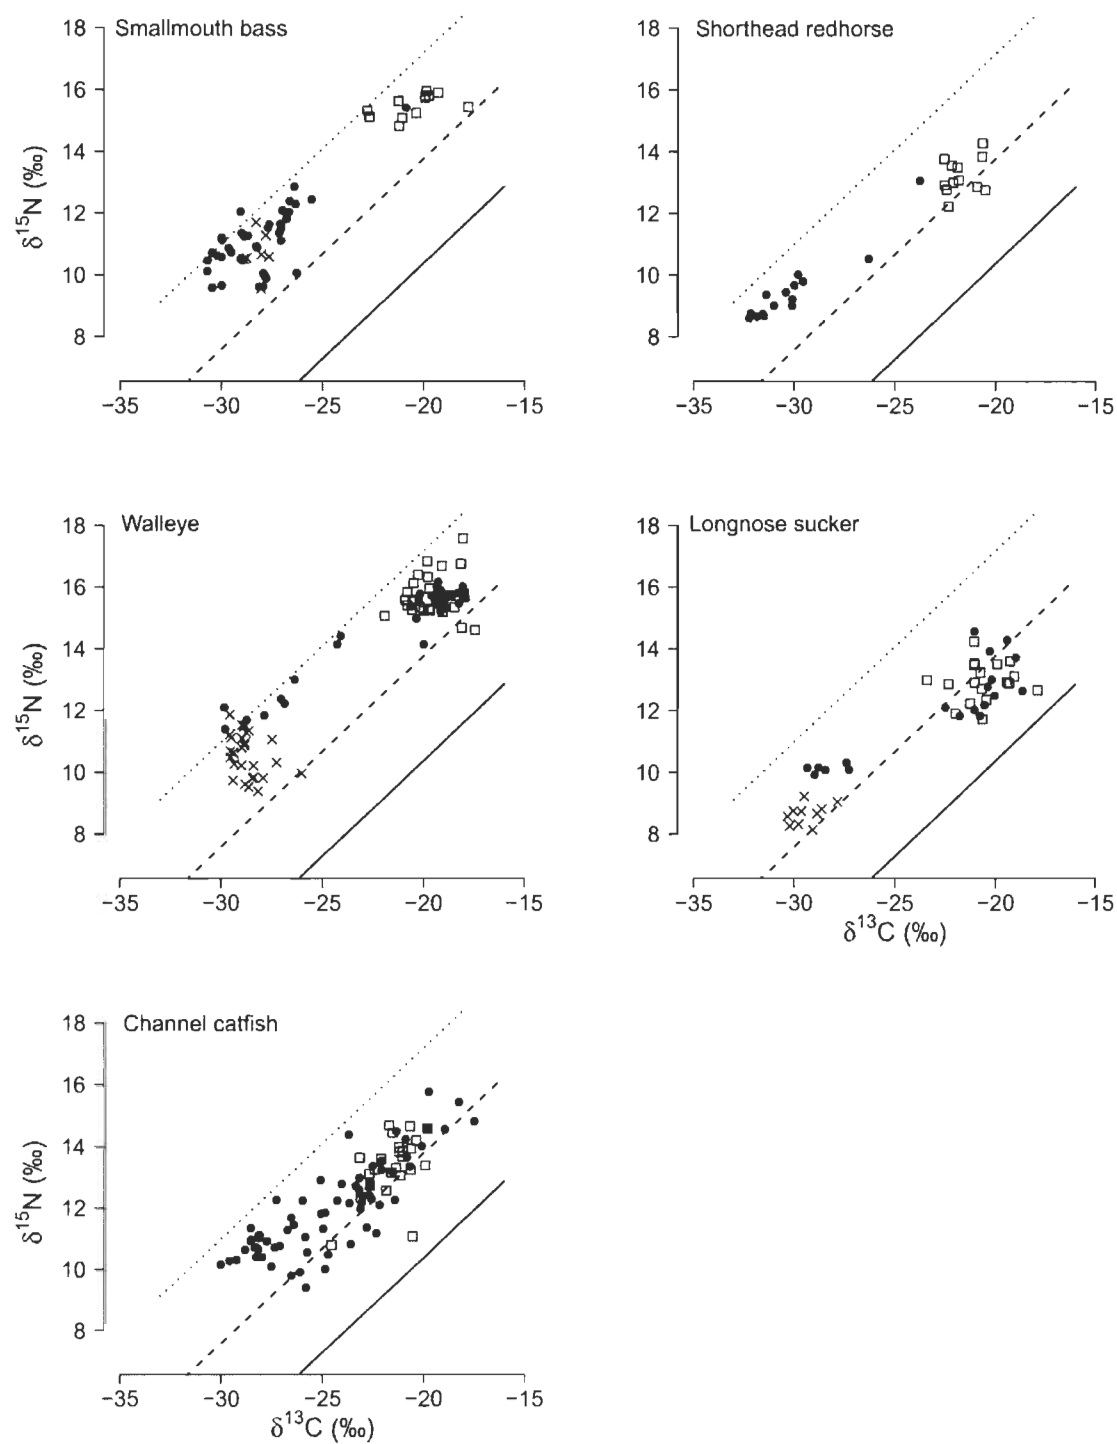 Smallmouth bass
18
16
14
12
10
8
δ15N (‰)
−35 −30 −25 −20 −15
Shorthead redhorse
18
16
14
12
10
8
−35 −30 −25 −20 −15
Walleye
18
16
14
12
10
8
δ15N (‰)
−35 −30 −25 −20 −15
Longnose sucker
18
16
14
12
10
8
−35 −30 −25 −20 −15
δ13C (‰)
Channel catfish
18
16
14
12
10
8
δ15N (‰)
−35 −30 −25 −20 −15
δ13C (‰)